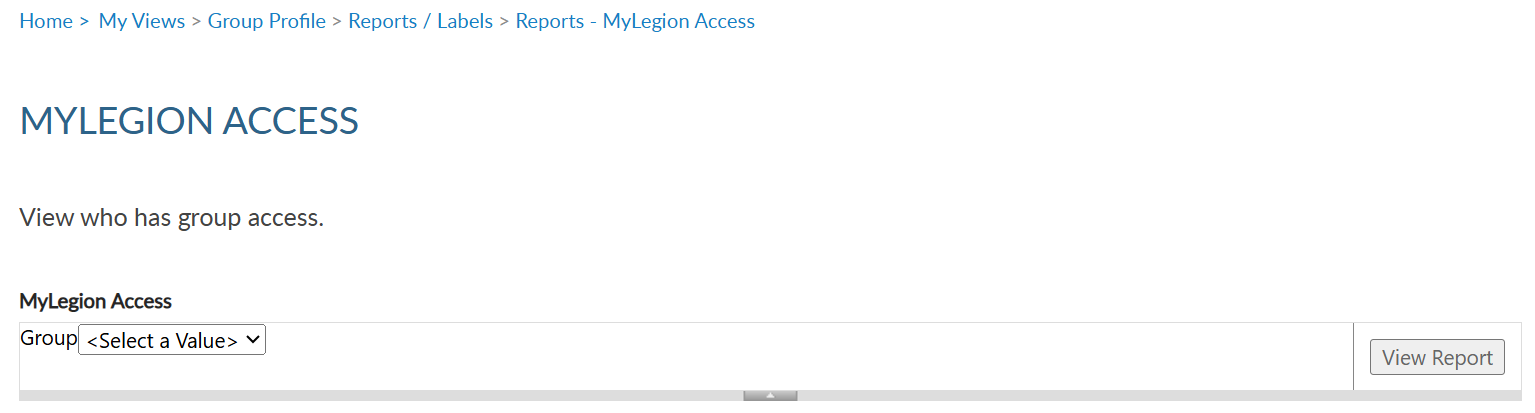 Home > My Views > Group Profile > Reports / Labels > Reports - MyLegion Access
MYLEGION ACCESS
View who has group access.
MyLegion Access
Group <Select a Value>
View Report